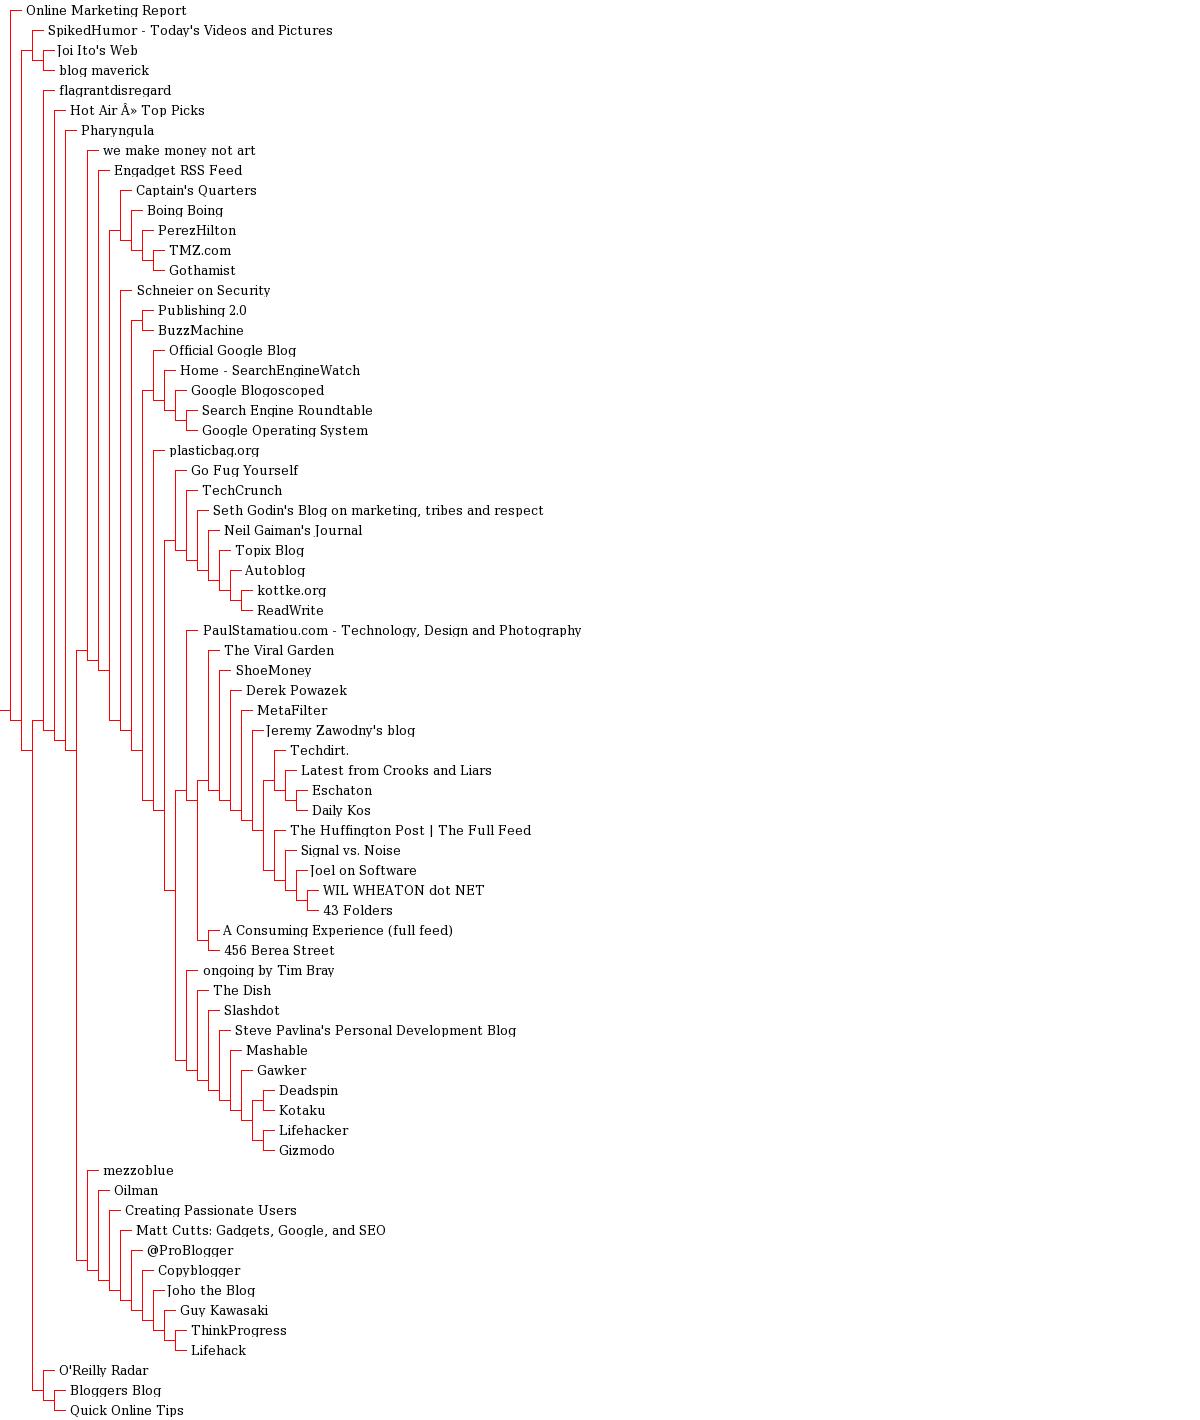 Online Marketing Report
SpikedHumor - Today's Videos and Pictures
Joi Ito's Web
blog maverick
flagrantdisregard
Hot Air Â» Top Picks
Pharyngula
we make money not art
Engadget RSS Feed
Captain's Quarters
Boing Boing
PerezHilton
TMZ.com
Gothamist
Schneier on Security
Publishing 2.0
BuzzMachine
Official Google Blog
Home - SearchEngineWatch
Google Blogoscoped
Search Engine Roundtable
Google Operating System
plasticbag.org
Go Fug Yourself
TechCrunch
Seth Godin's Blog on marketing, tribes and respect
Neil Gaiman's Journal
Topix Blog
Autoblog
kottke.org
ReadWrite
PaulStamatiou.com - Technology, Design and Photography
The Viral Garden
ShoeMoney
Derek Powazek
MetaFilter
Jeremy Zawodny's blog
Techdirt.
Latest from Crooks and Liars
Eschaton
Daily Kos
The Huffington Post | The Full Feed
Signal vs. Noise
Joel on Software
WIL WHEATON dot NET
43 Folders
A Consuming Experience (full feed)
456 Berea Street
ongoing by Tim Bray
The Dish
Slashdot
Steve Pavlina's Personal Development Blog
Mashable
Gawker
Deadspin
Kotaku
Lifehacker
Gizmodo
mezzoblue
Oilman
Creating Passionate Users
Matt Cutts: Gadgets, Google, and SEO
@ProBlogger
Copyblogger
Joho the Blog
Guy Kawasaki
ThinkProgress
Lifehack
O'Reilly Radar
Bloggers Blog
Quick Online Tips